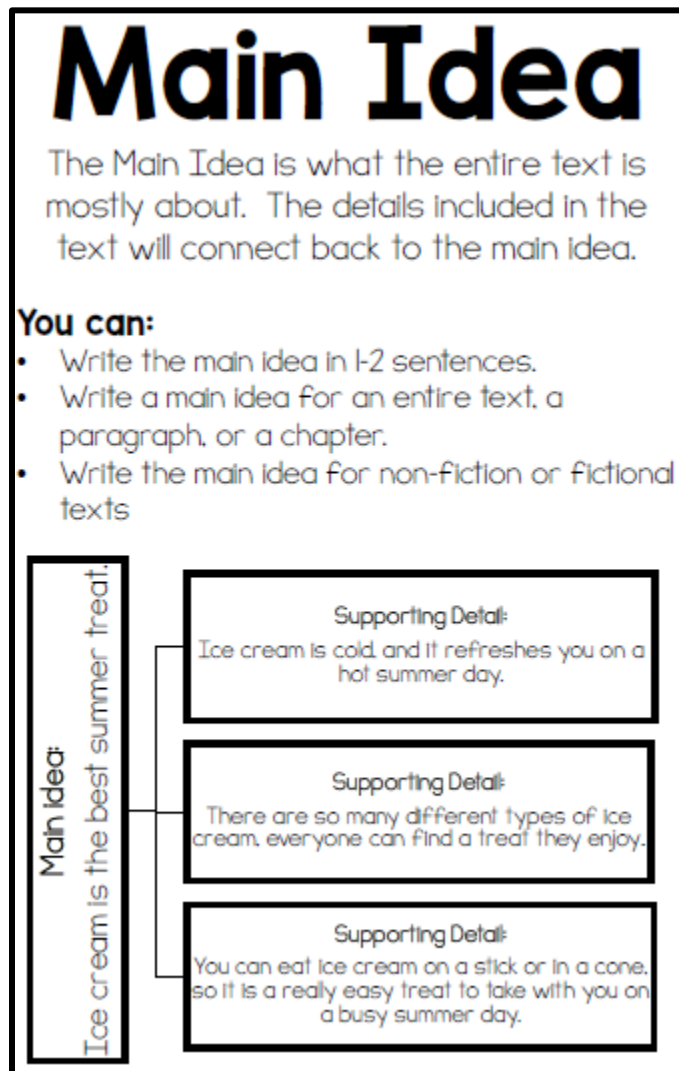 Main Idea
The Main Idea is what the entire text is
mostly about. The details included in the
text will connect back to the main idea.
You can:
• Write the main idea in 1-2 sentences.
• Write a main idea for an entire text, a
paragraph, or a chapter.
• Write the main idea for non-fiction or fictional
texts
Main idea:
Ice cream is the best summer treat.
Supporting Detail:
Ice cream is cold, and it refreshes you on a
hot summer day.
Supporting Detail:
There are so many different types of ice
cream, everyone can find a treat they enjoy.
Supporting Detail:
You can eat ice cream on a stick or in a cone,
so it is a really easy treat to take with you on
a busy summer day.